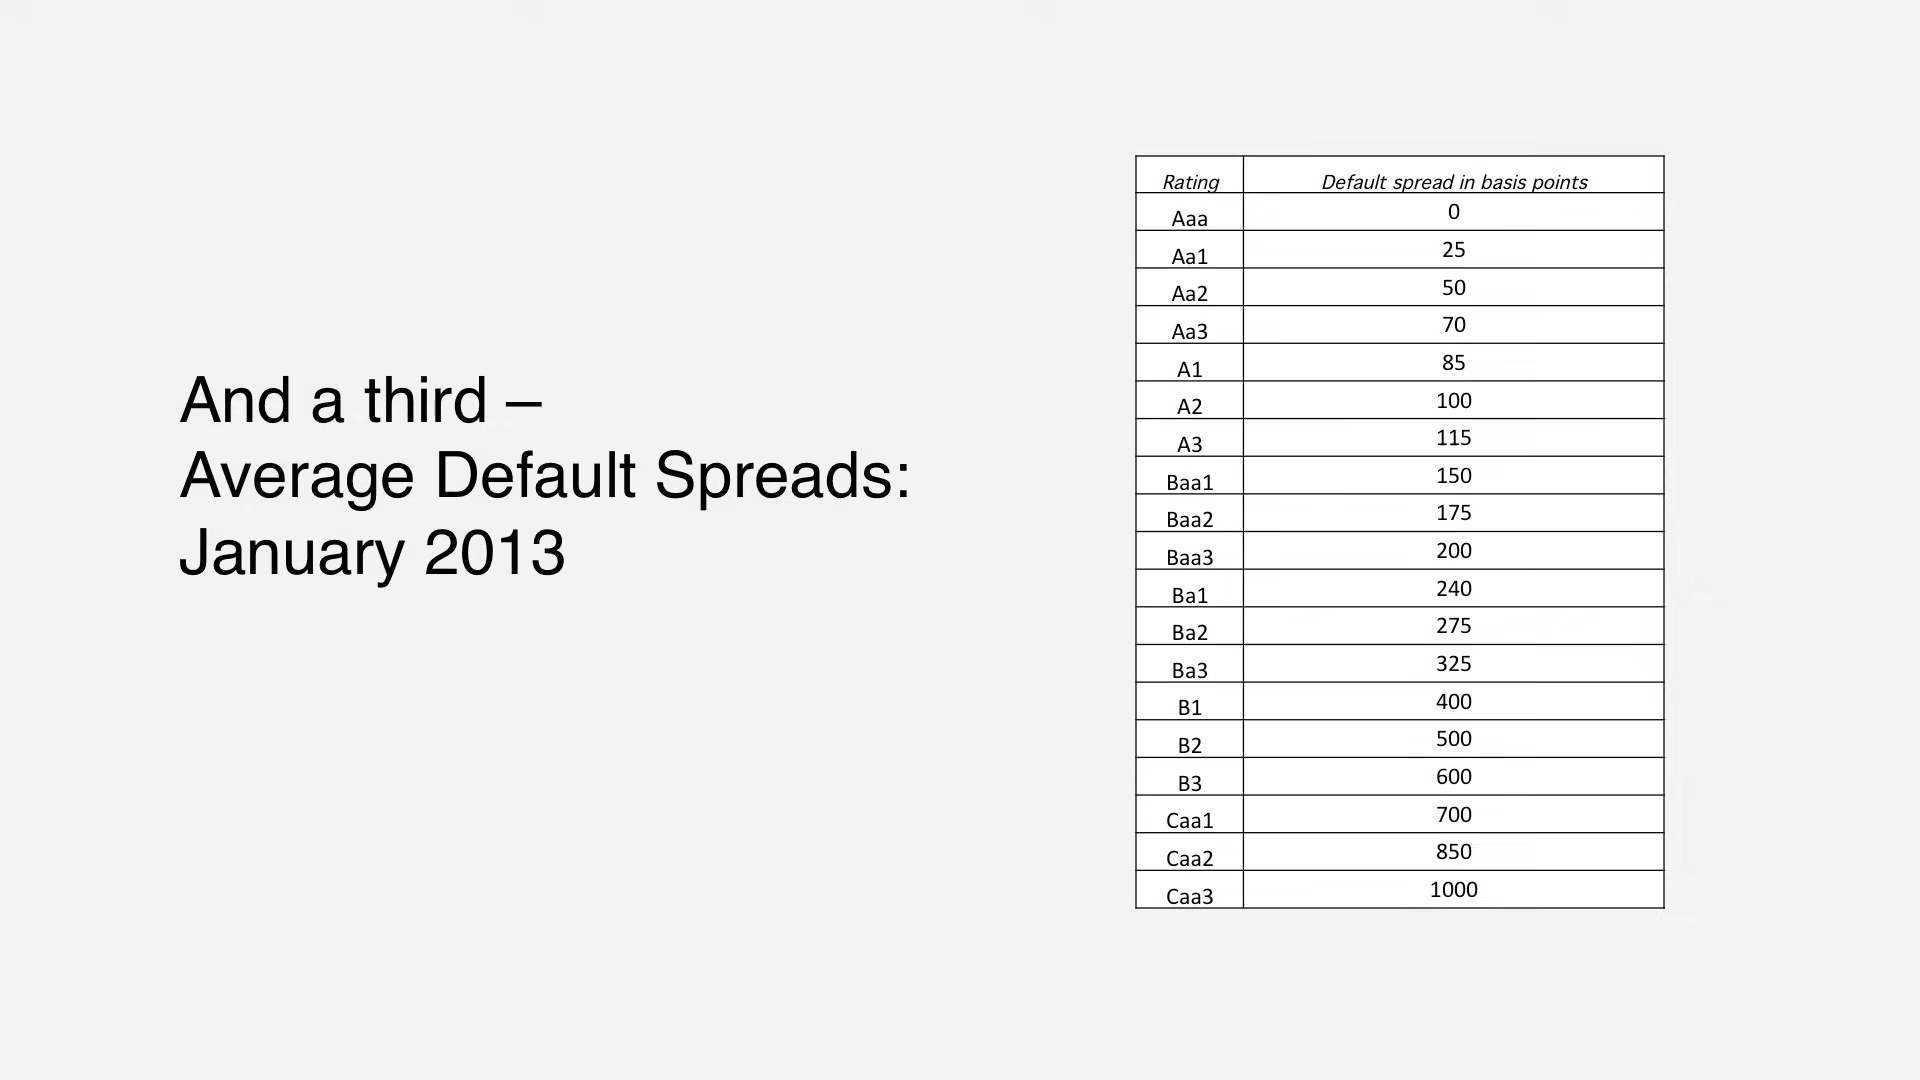 And a third –
Average Default Spreads:
January 2013
Rating Default spread in basis points
Aaa 0
Aa1 25
Aa2 50
Aa3 70
A1 85
A2 100
A3 115
Baa1 150
Baa2 175
Baa3 200
Ba1 240
Ba2 275
Ba3 325
B1 400
B2 500
B3 600
Caa1 700
Caa2 850
Caa3 1000